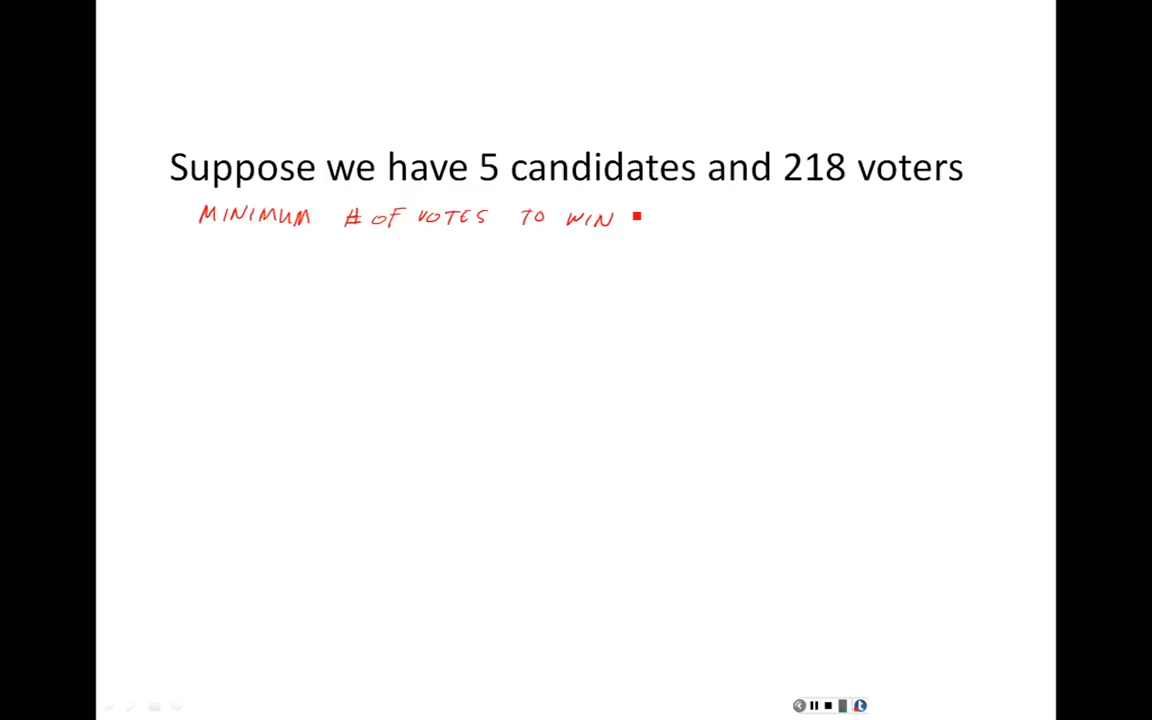 Suppose we have 5 candidates and 218 voters
MINIMUM # OF VOTES TO WIN